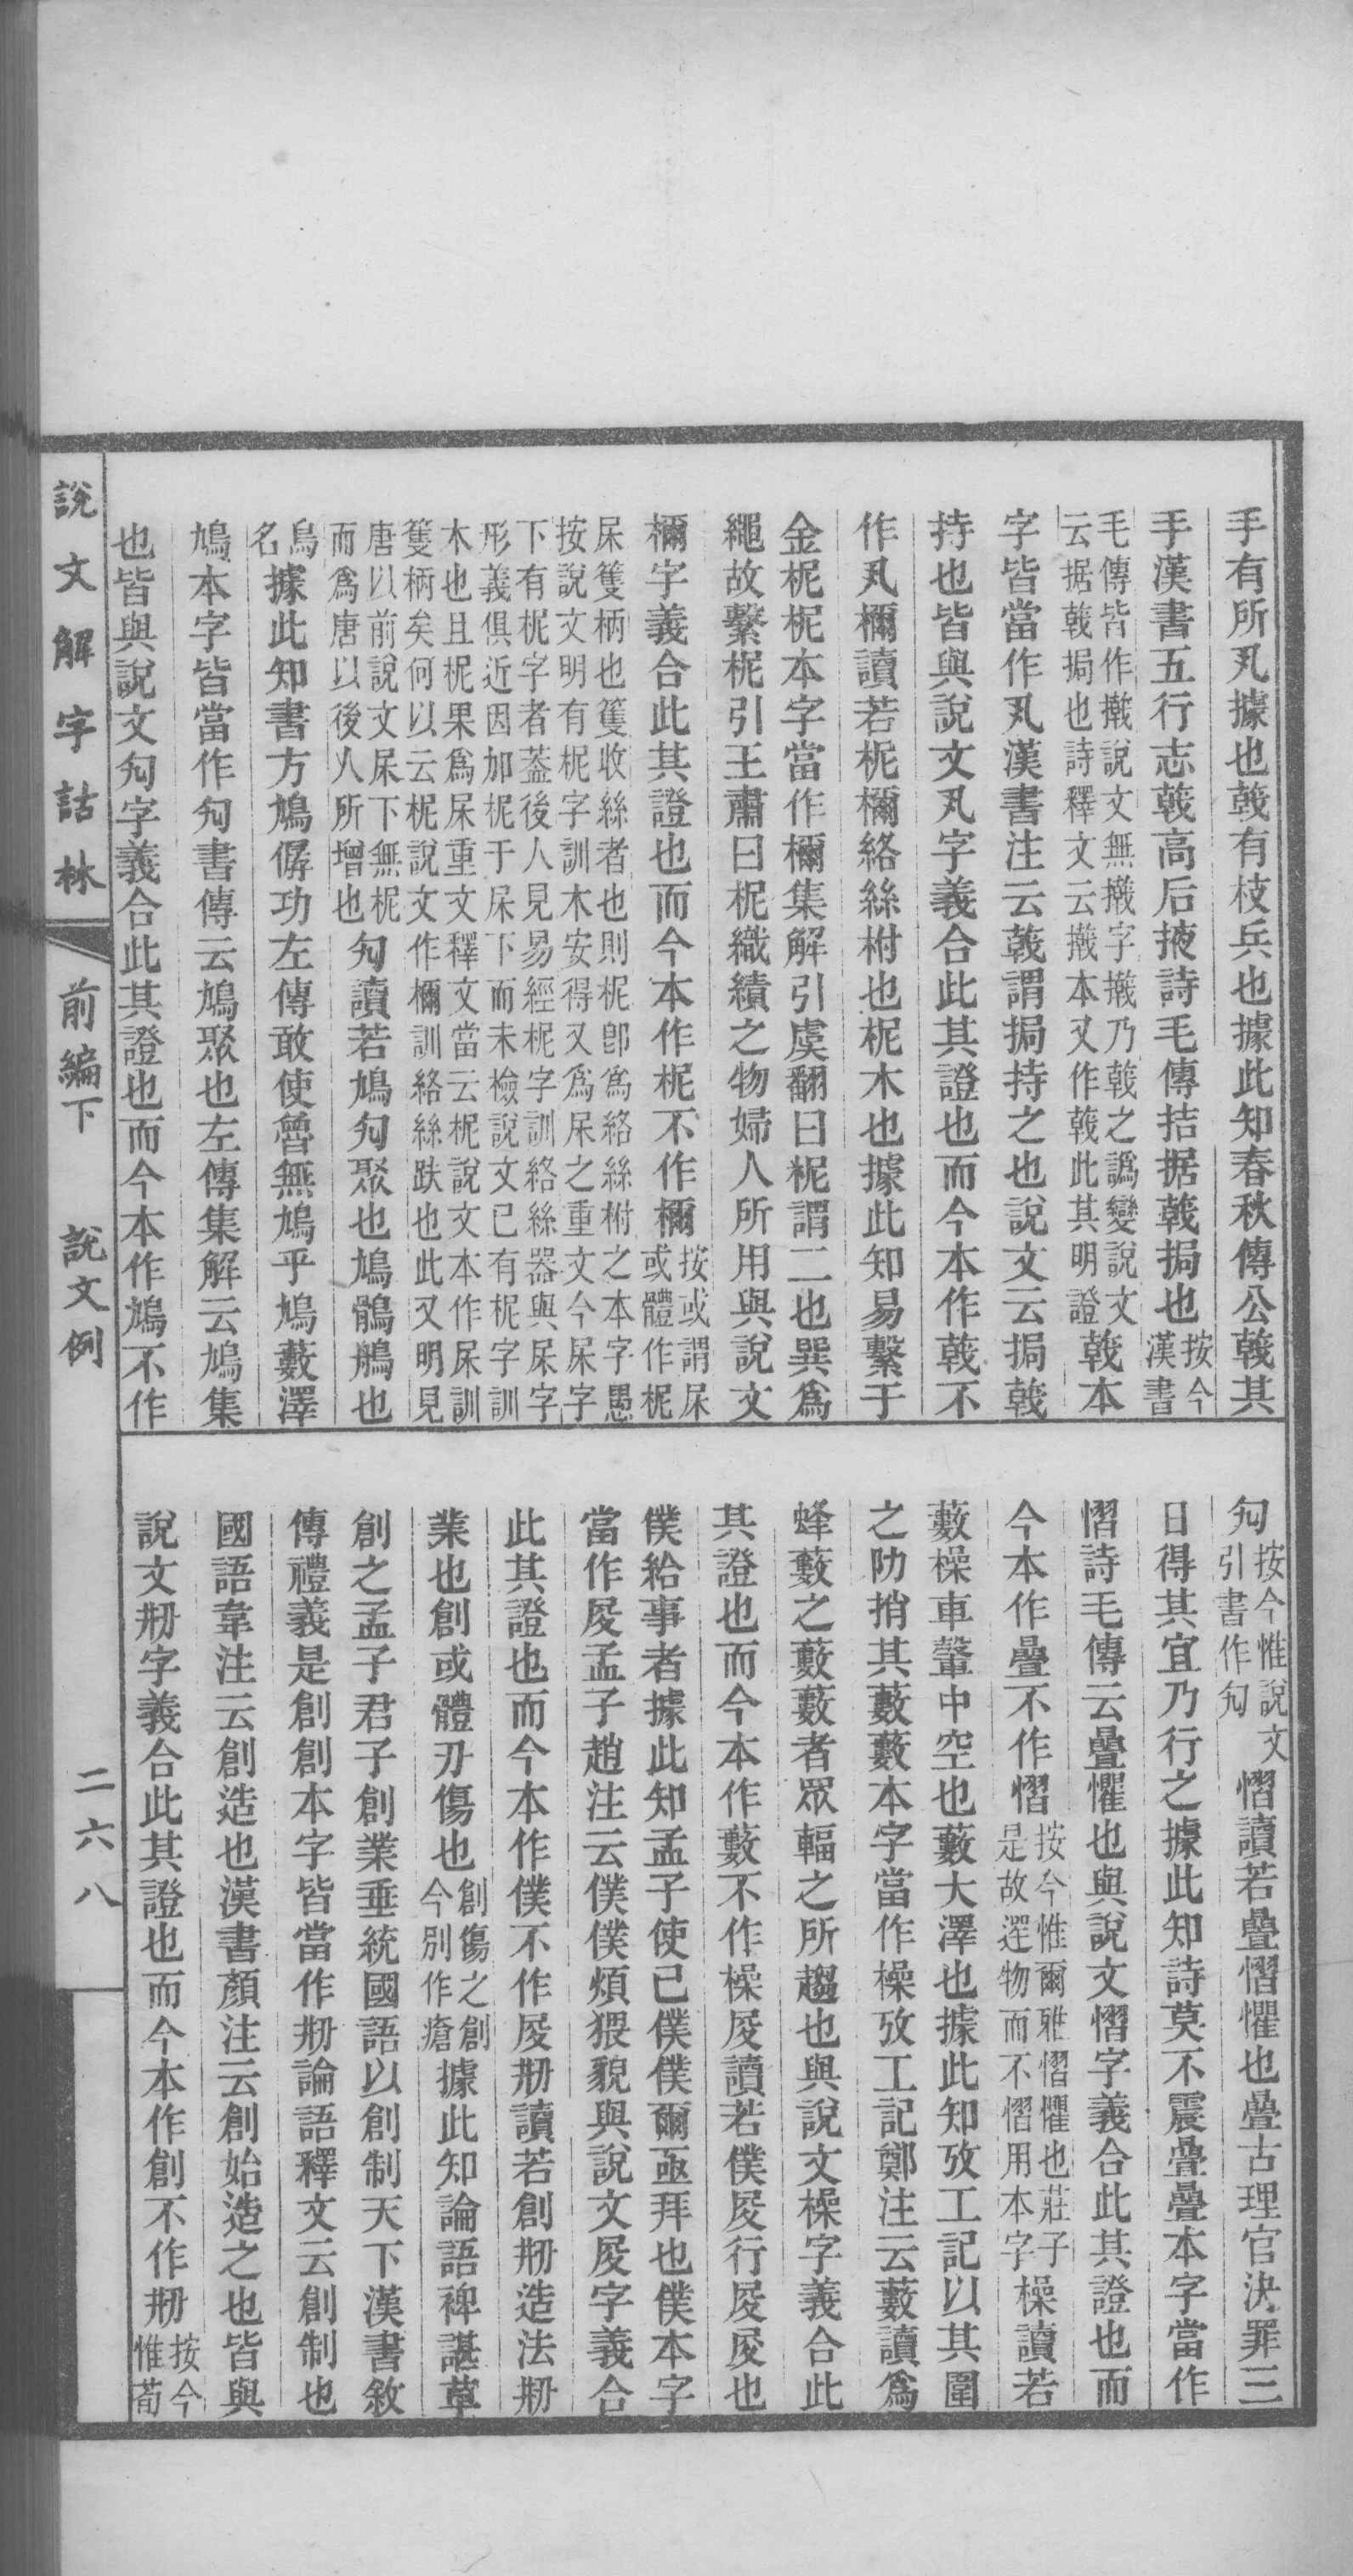 手有所丮據也戟有枝兵也據此知春秋傳公戟其
手漢書五行志戟高后掖詩毛傳拮据戟挶也按今漢書
毛傳皆作撠說文無撠字撠乃戟之譌變說文云据戟挶也詩釋文云撠本又作戟此其明證戟本
字皆當作丮漢書注云戟謂挶持之也說文云挶戟
持也皆與說文丮字義合此其證也而今本作戟不
作丮檷讀若柅檷絡絲柎也柅木也據此知易繫于
金柅柅本字當作檷集解引虞翻曰柅謂二也巽爲
繩故繫柅引王肅曰柅織績之物婦人所用與說文
檷字義合此其證也而今本作柅不作檷按或謂㞋或體作柅
㞋篗柄也篗收絲者也則柅卽爲絡絲柎之本字愚按說文明有柅字訓木安得又爲㞋之重文今㞋字
下有柅字者蓋後人見易經柅字訓絡絲器與㞋字形義俱近因加柅于㞋下而未檢說文已有柅字訓
木也且柅果爲㞋重文釋文當云柅說文本作㞋訓篗柄矣何以云柅說文作檷訓絡絲趺也此又明見
唐以前說文㞋下無柅而爲唐以後人所增也勼讀若鳩勼聚也鳩鶻鵃也
鳥名據此知書方鳩僝功左傳敢使魯無鳩乎鳩藪澤
鳩本字皆當作勼書傳云鳩聚也左傳集解云鳩集
也皆與說文勼字義合此其證也而今本作鳩不作
勼按今惟說文引書作勼慴讀若疊慴懼也疊古理官決罪三
日得其宜乃行之據此知詩莫不震疊疊本字當作
慴詩毛傳云疊懼也與說文慴字義合此其證也而
今本作疊不作慴按今惟爾雅慴懼也莊子是故遻物而不慴用本字橾讀若
藪橾車轂中空也藪大澤也據此知攷工記以其圍
之阞捎其藪藪本字當作橾攷工記鄭注云藪讀爲
蜂藪之藪藪者眾輻之所趨也與說文橾字義合此
其證也而今本作藪不作橾𠬝讀若僕𠬝行𠬝𠬝也
僕給事者據此知孟子使己僕僕爾亟拜也僕本字
當作𠬝孟子趙注云僕僕煩猥貌與說文𠬝字義合
此其證也而今本作僕不作𠬝刱讀若創刱造法刱
業也創或體刅傷也創傷之創今別作瘡據此知論語裨諶草
創之孟子君子創業垂統國語以創制天下漢書敘
傳禮義是創創本字皆當作刱論語釋文云創制也
國語韋注云創造也漢書顏注云創始造之也皆與
說文刱字義合此其證也而今本作創不作刱按今惟荀
說文解字詁林　前編下　說文例　二六八